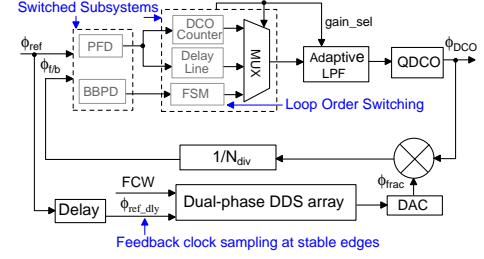 Switched Subsystems
DCO
Counter
gain_sel
ϕref
PFD
ϕDCO
Delay
Line
MUX
Adaptive
LPF
QDCO
ϕf/b
BBPD
FSM
Loop Order Switching
1/Ndiv
FCW
ϕfrac
Dual-phase DDS array
DAC
Delay
ϕref_dly
Feedback clock sampling at stable edges